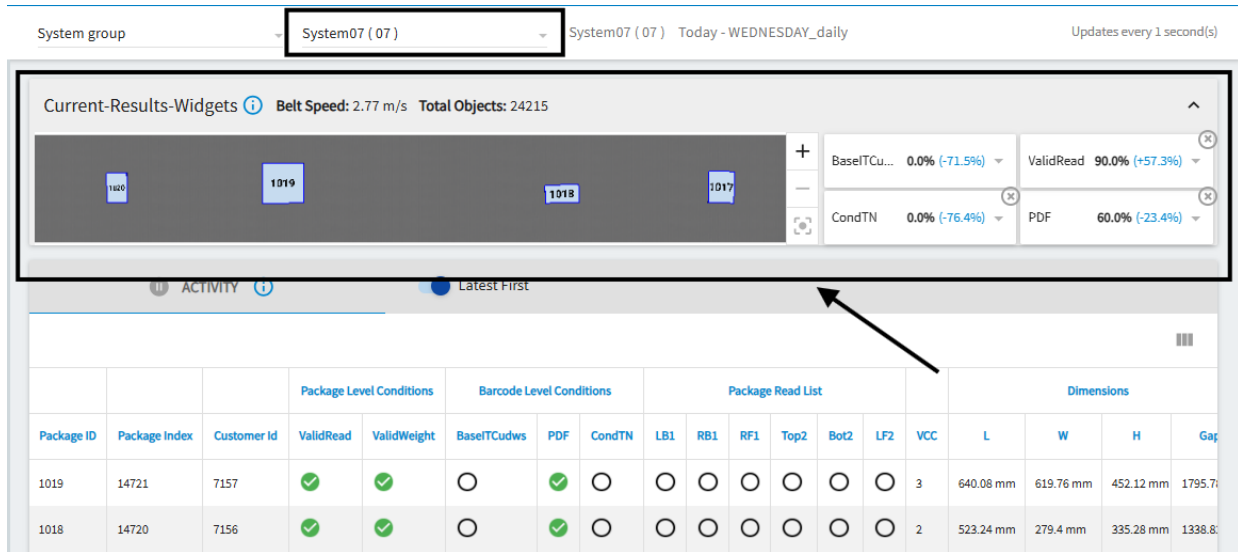 System group
System07 ( 07 )
System07 ( 07 ) Today - WEDNESDAY_daily
Updates every 1 second(s)
Current-Results-Widgets Belt Speed: 2.77 m/s Total Objects: 24215
1020
1019
1018
1017
BaseITCu... 0.0% (-71.5%)
ValidRead 90.0% (+57.3%)
CondTN 0.0% (-76.4%)
PDF 60.0% (-23.4%)
ACTIVITY
Latest First
Package Level Conditions Barcode Level Conditions Package Read List Dimensions
Package ID Package Index Customer Id ValidRead ValidWeight BaseITCudws PDF CondTN LB1 RB1 RF1 Top2 Bot2 LF2 VCC L W H Gap
1019 14721 7157 3 640.08 mm 619.76 mm 452.12 mm 1795.78
1018 14720 7156 2 523.24 mm 279.4 mm 335.28 mm 1338.8